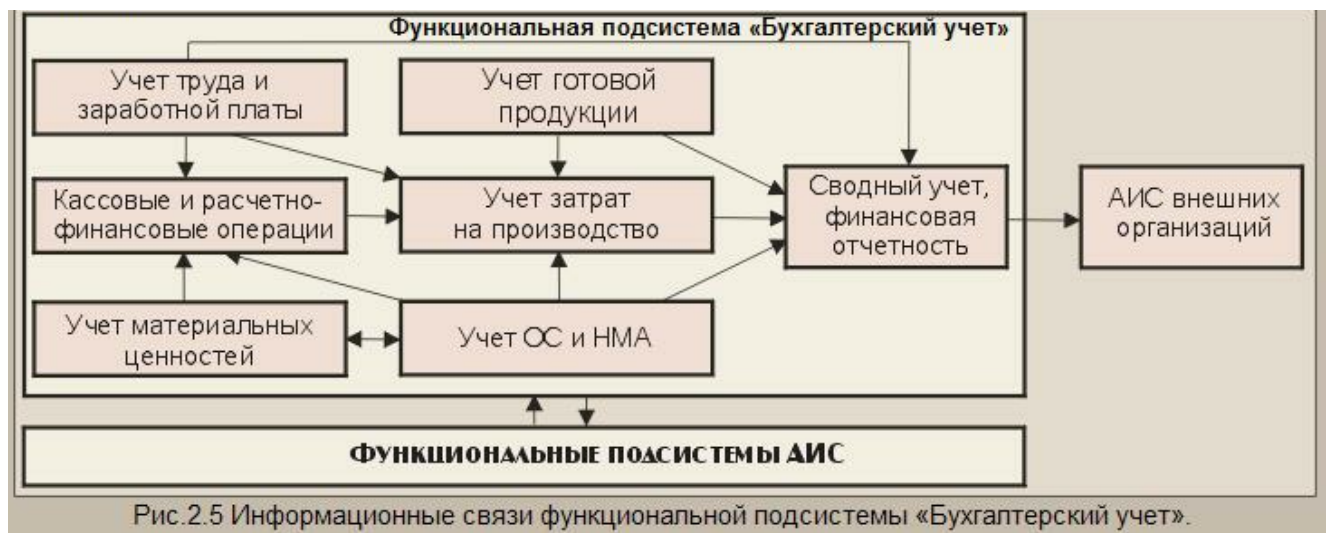 Функциональная подсистема «Бухгалтерский учет»
Учет труда и
заработной платы
Учет готовой
продукции
Кассовые и расчетно-
финансовые операции
Учет затрат
на производство
Сводный учет,
финансовая
отчетность
АИС внешних
организаций
Учет материальных
ценностей
Учет ОС и НМА
ФУНКЦИОНАЛЬНЫЕ ПОДСИСТЕМЫ АИС
Рис.2.5 Информационные связи функциональной подсистемы «Бухгалтерский учет».